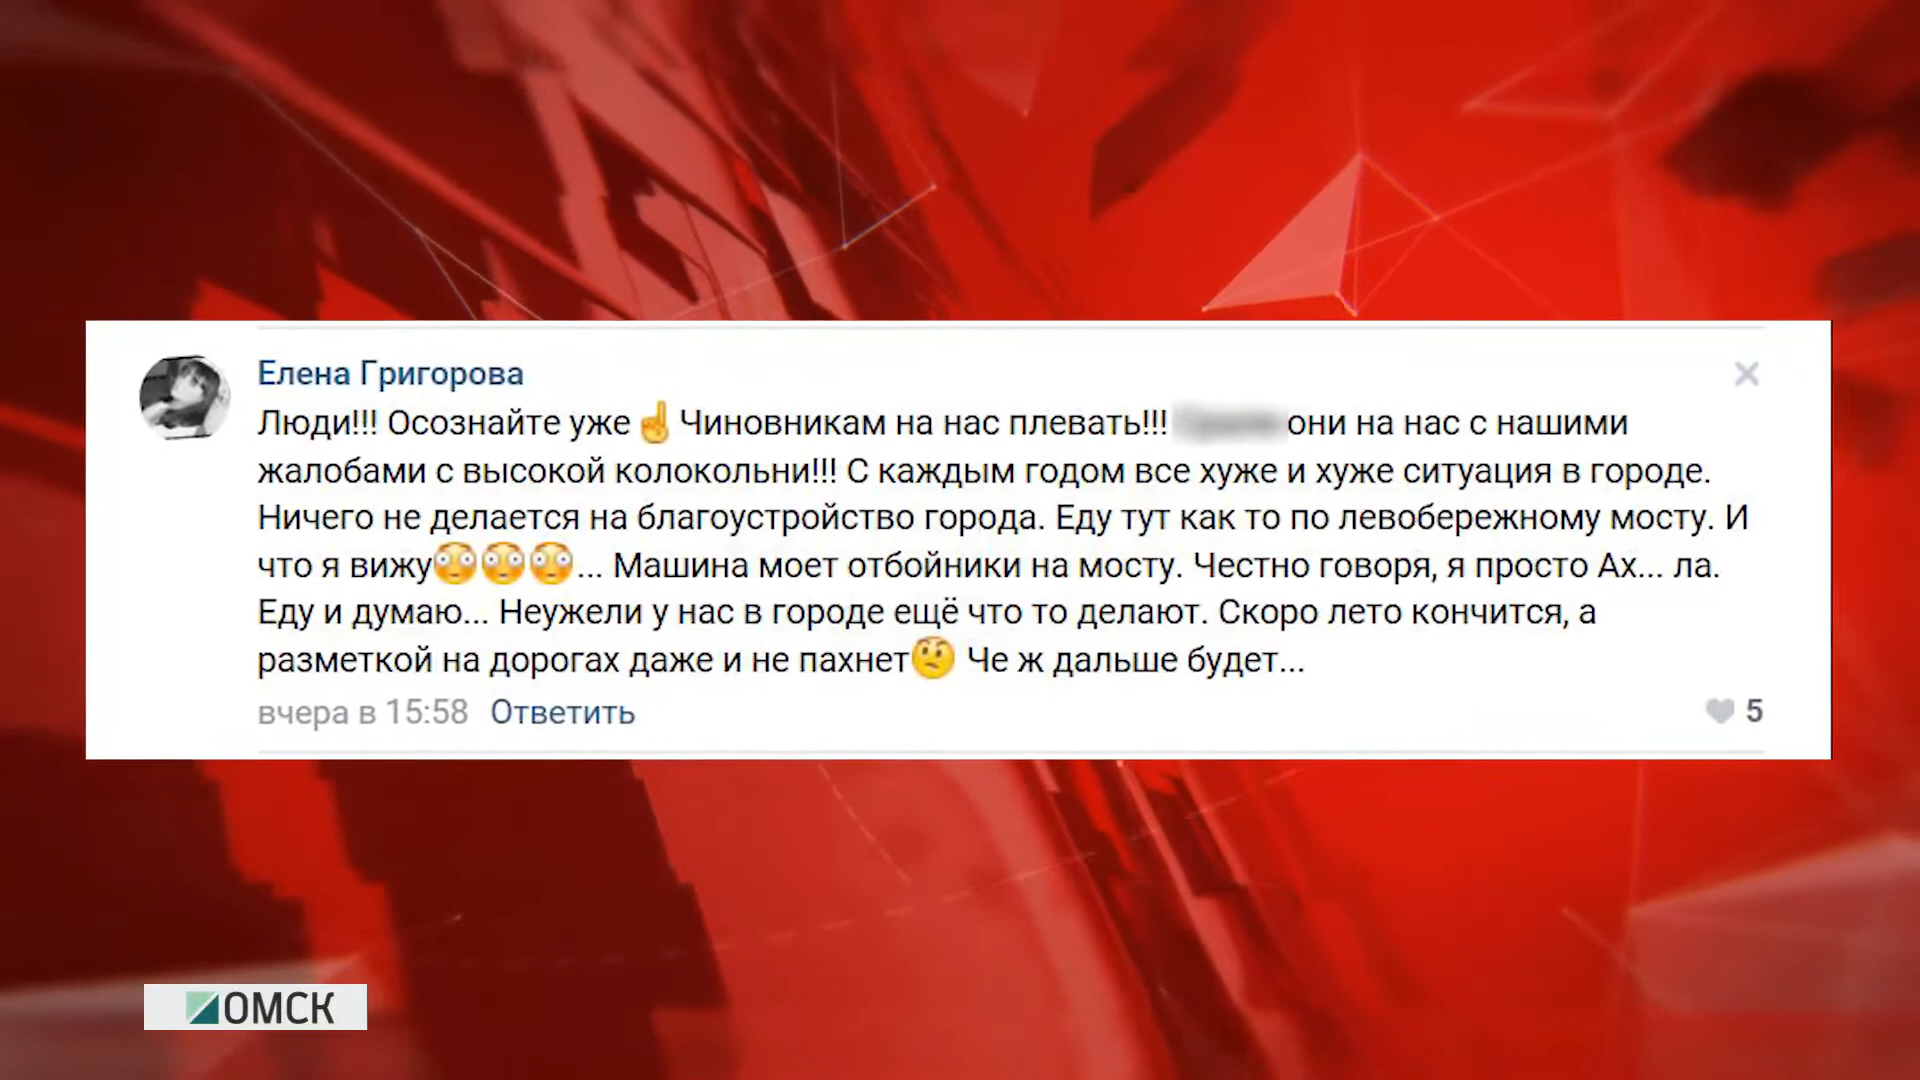 Елена Григорова
Люди!!! Осознайте уже☝Чиновникам на нас плевать!!! они на нас с нашими
жалобами с высокой колокольни!!! С каждым годом все хуже и хуже ситуация в городе.
Ничего не делается на благоустройство города. Еду тут как то по левобережному мосту. И
что я вижу😳😳😳... Машина моет отбойники на мосту. Честно говоря, я просто Ах... ла.
Еду и думаю... Неужели у нас в городе ещё что то делают. Скоро лето кончится, а
разметкой на дорогах даже и не пахнет🤨 Че ж дальше будет...
вчера в 15:58 Ответить 5
ОМСК